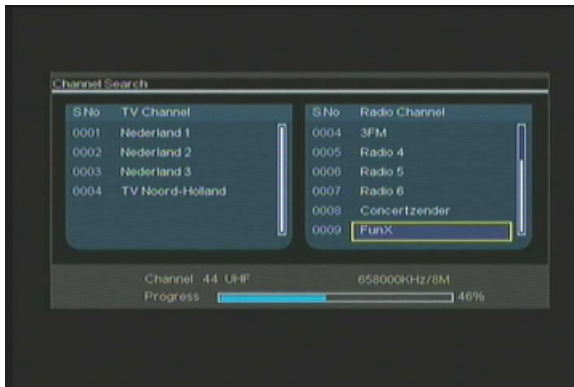 Channel Search
S.No TV Channel
0001 Nederland 1
0002 Nederland 2
0003 Nederland 3
0004 TV Noord-Holland
S.No Radio Channel
0004 3FM
0005 Radio 4
0006 Radio 5
0007 Radio 6
0008 Concertzender
0009 FunX
Channel 44 UHF 658000KHz/8M
Progress 46%